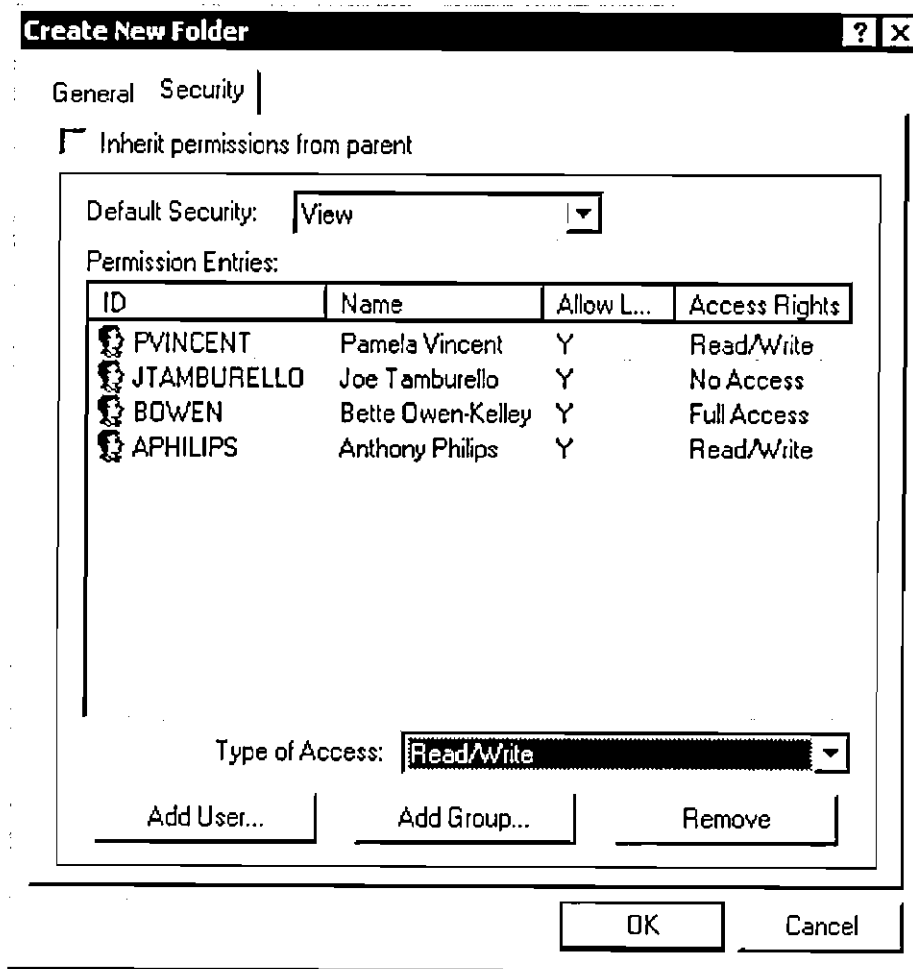 Create New Folder
General Security
Inherit permissions from parent
Default Security: View
Permission Entries:
ID Name Allow L... Access Rights
PVINCENT Pamela Vincent Y Read/Write
JTAMBURELLO Joe Tamburello Y No Access
BOWEN Bette Owen-Kelley Y Full Access
APHILIPS Anthony Philips Y Read/Write
Type of Access: Read/Write
Add User... Add Group... Remove
OK Cancel